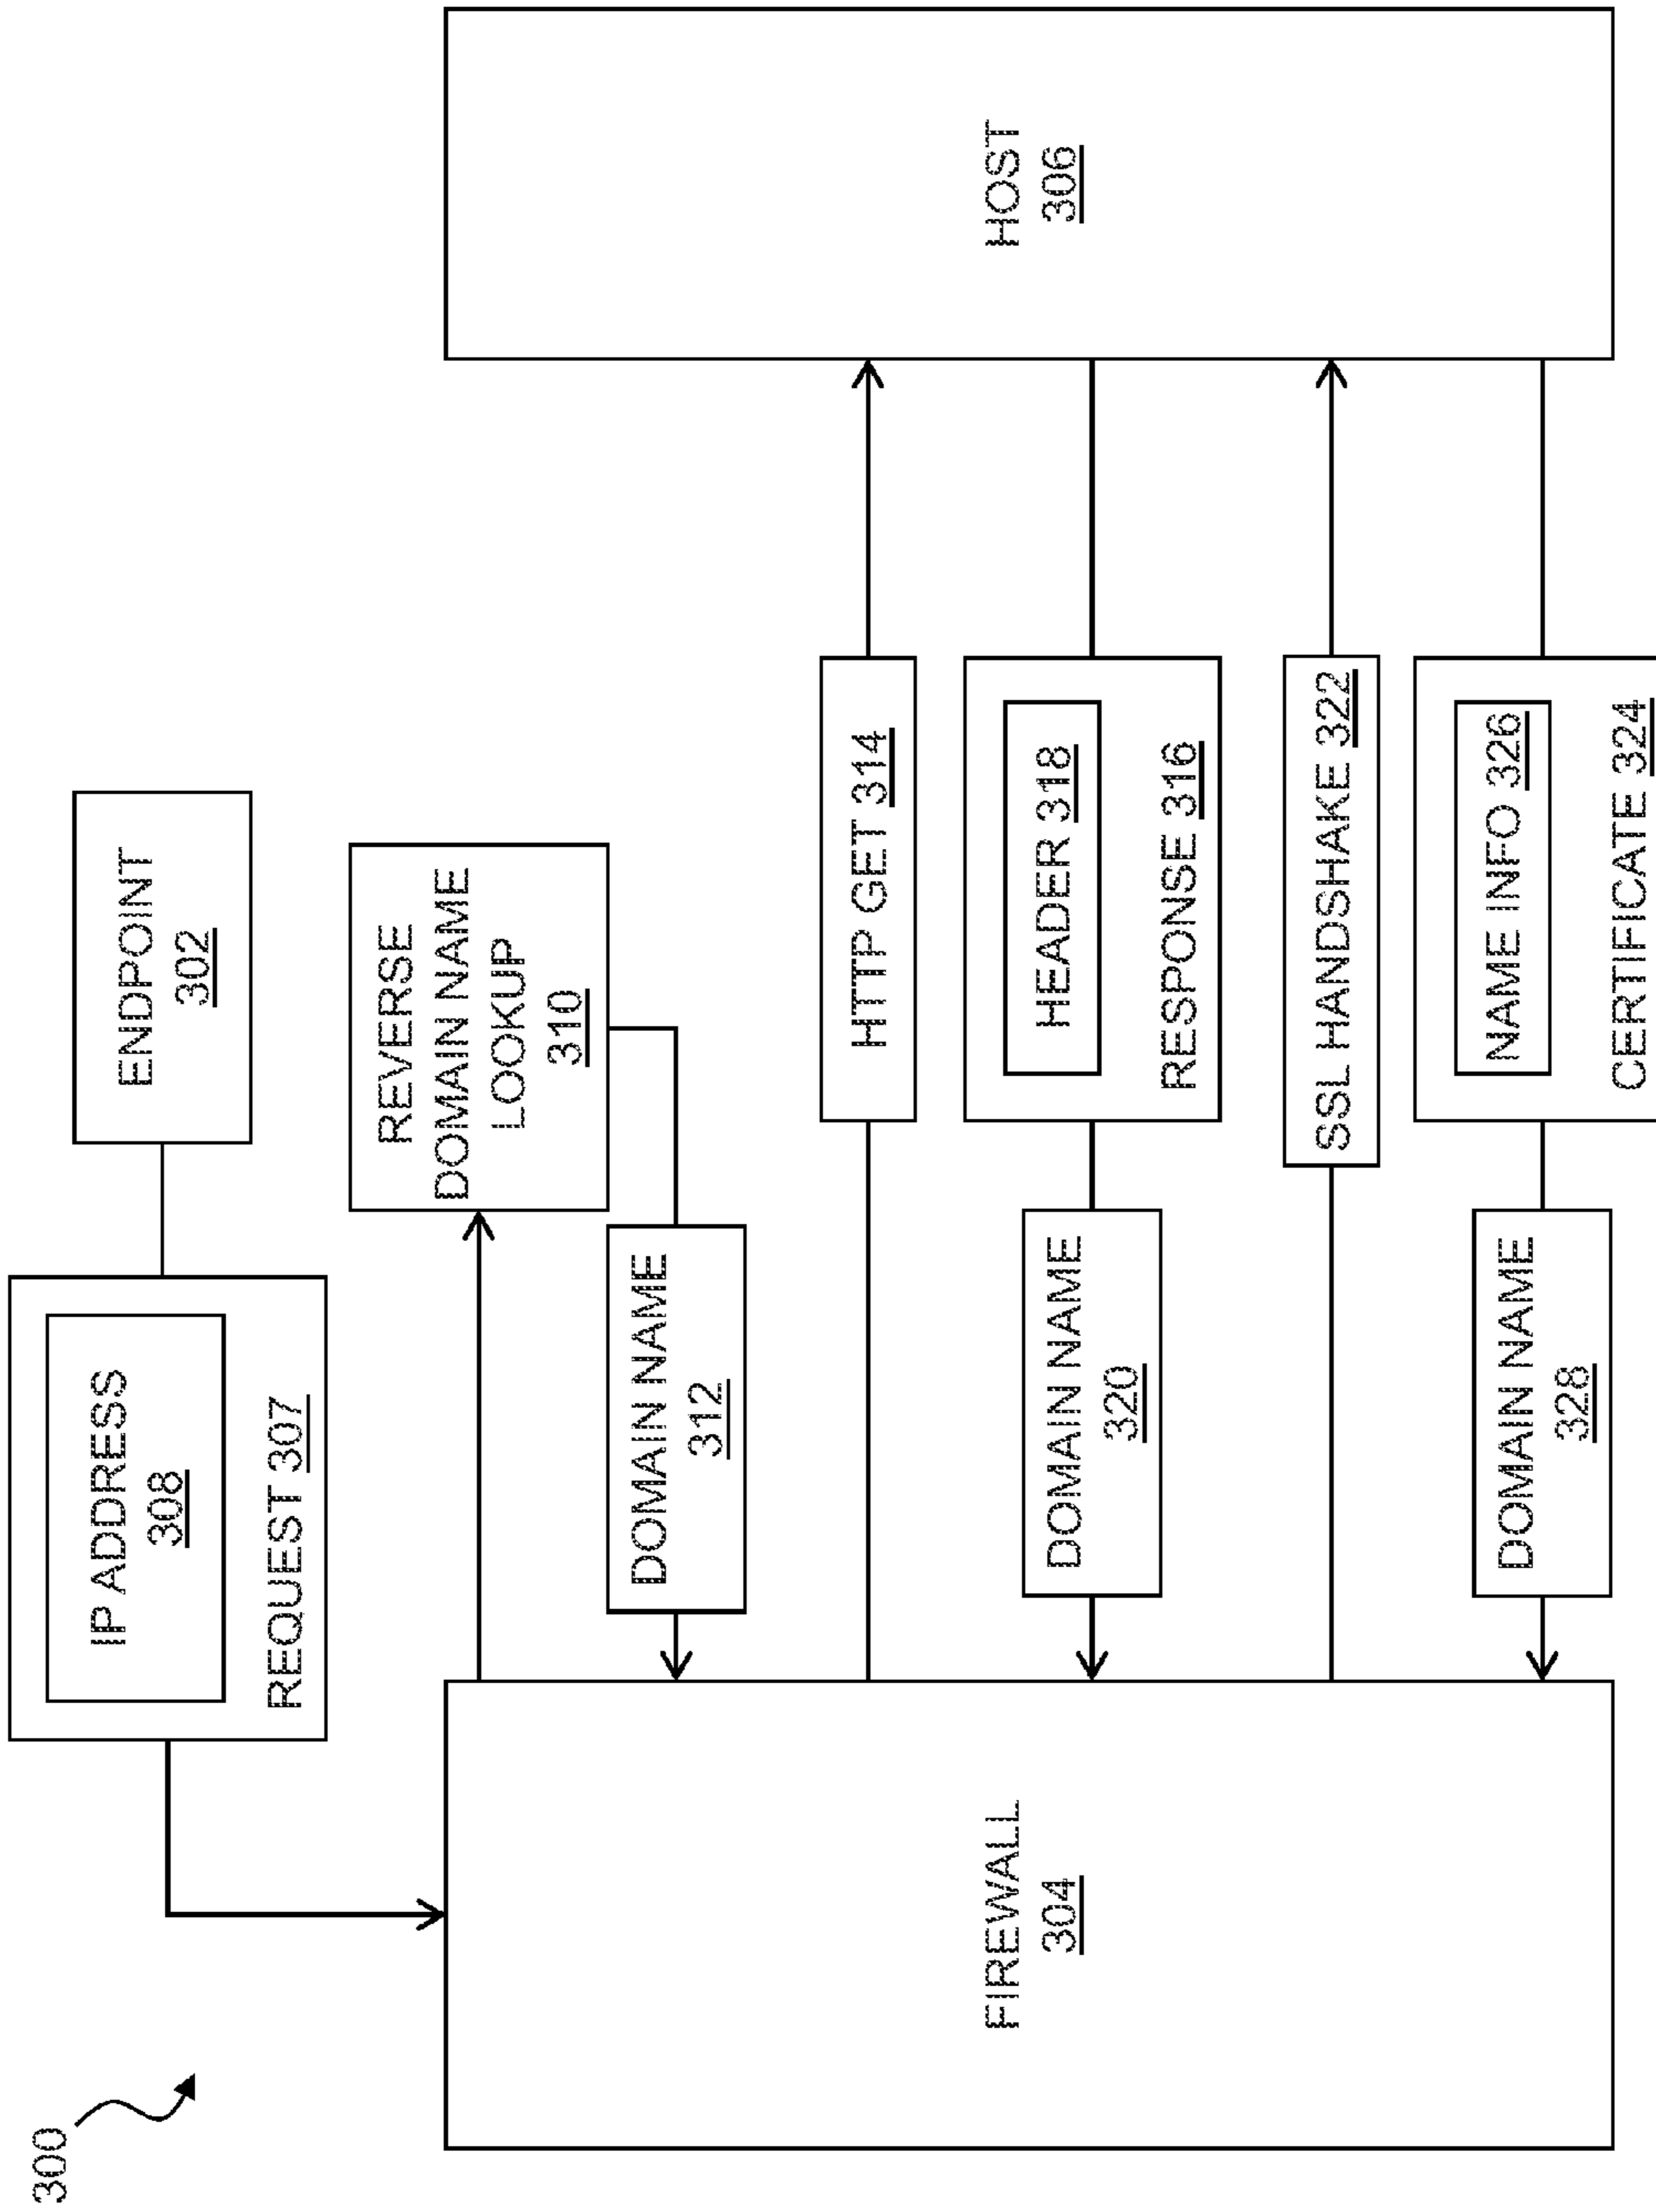 300
IP ADDRESS
308
REQUEST 307
ENDPOINT
302
REVERSE
DOMAIN NAME
LOOKUP
310
DOMAIN NAME
312
FIREWALL
304
HTTP GET 314
HOST
306
DOMAIN NAME
320
HEADER 318
RESPONSE 316
SSL HANDSHAKE 322
DOMAIN NAME
328
NAME INFO 326
CERTIFICATE 324